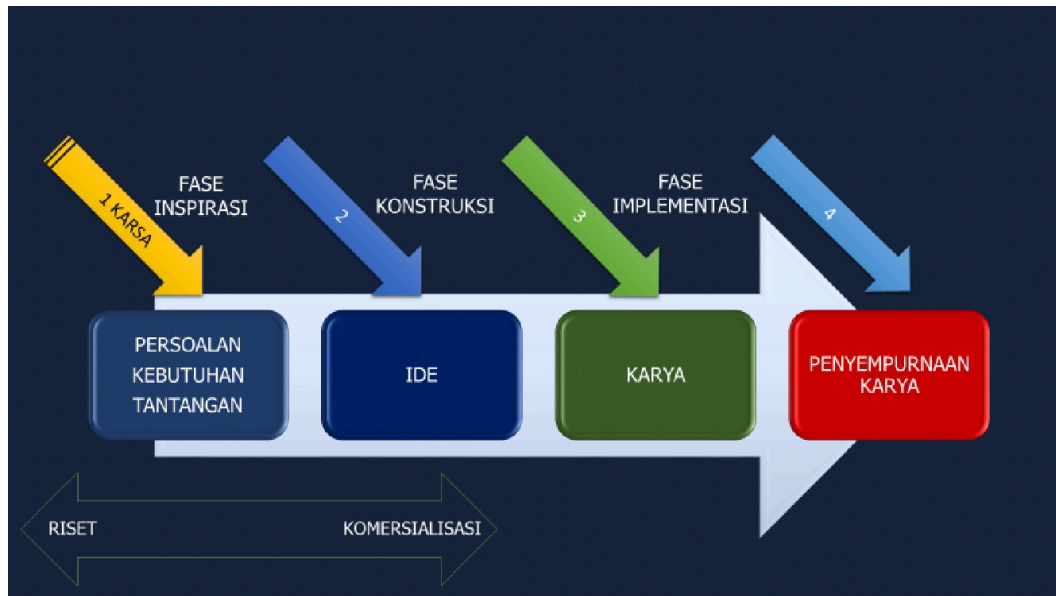 FASE
INSPIRASI
FASE
KONSTRUKSI
FASE
IMPLEMENTASI
1 KARSA
2
3
4
PERSOALAN
KEBUTUHAN
TANTANGAN
IDE
KARYA
PENYEMPURNAAN
KARYA
RISET
KOMERSIALISASI